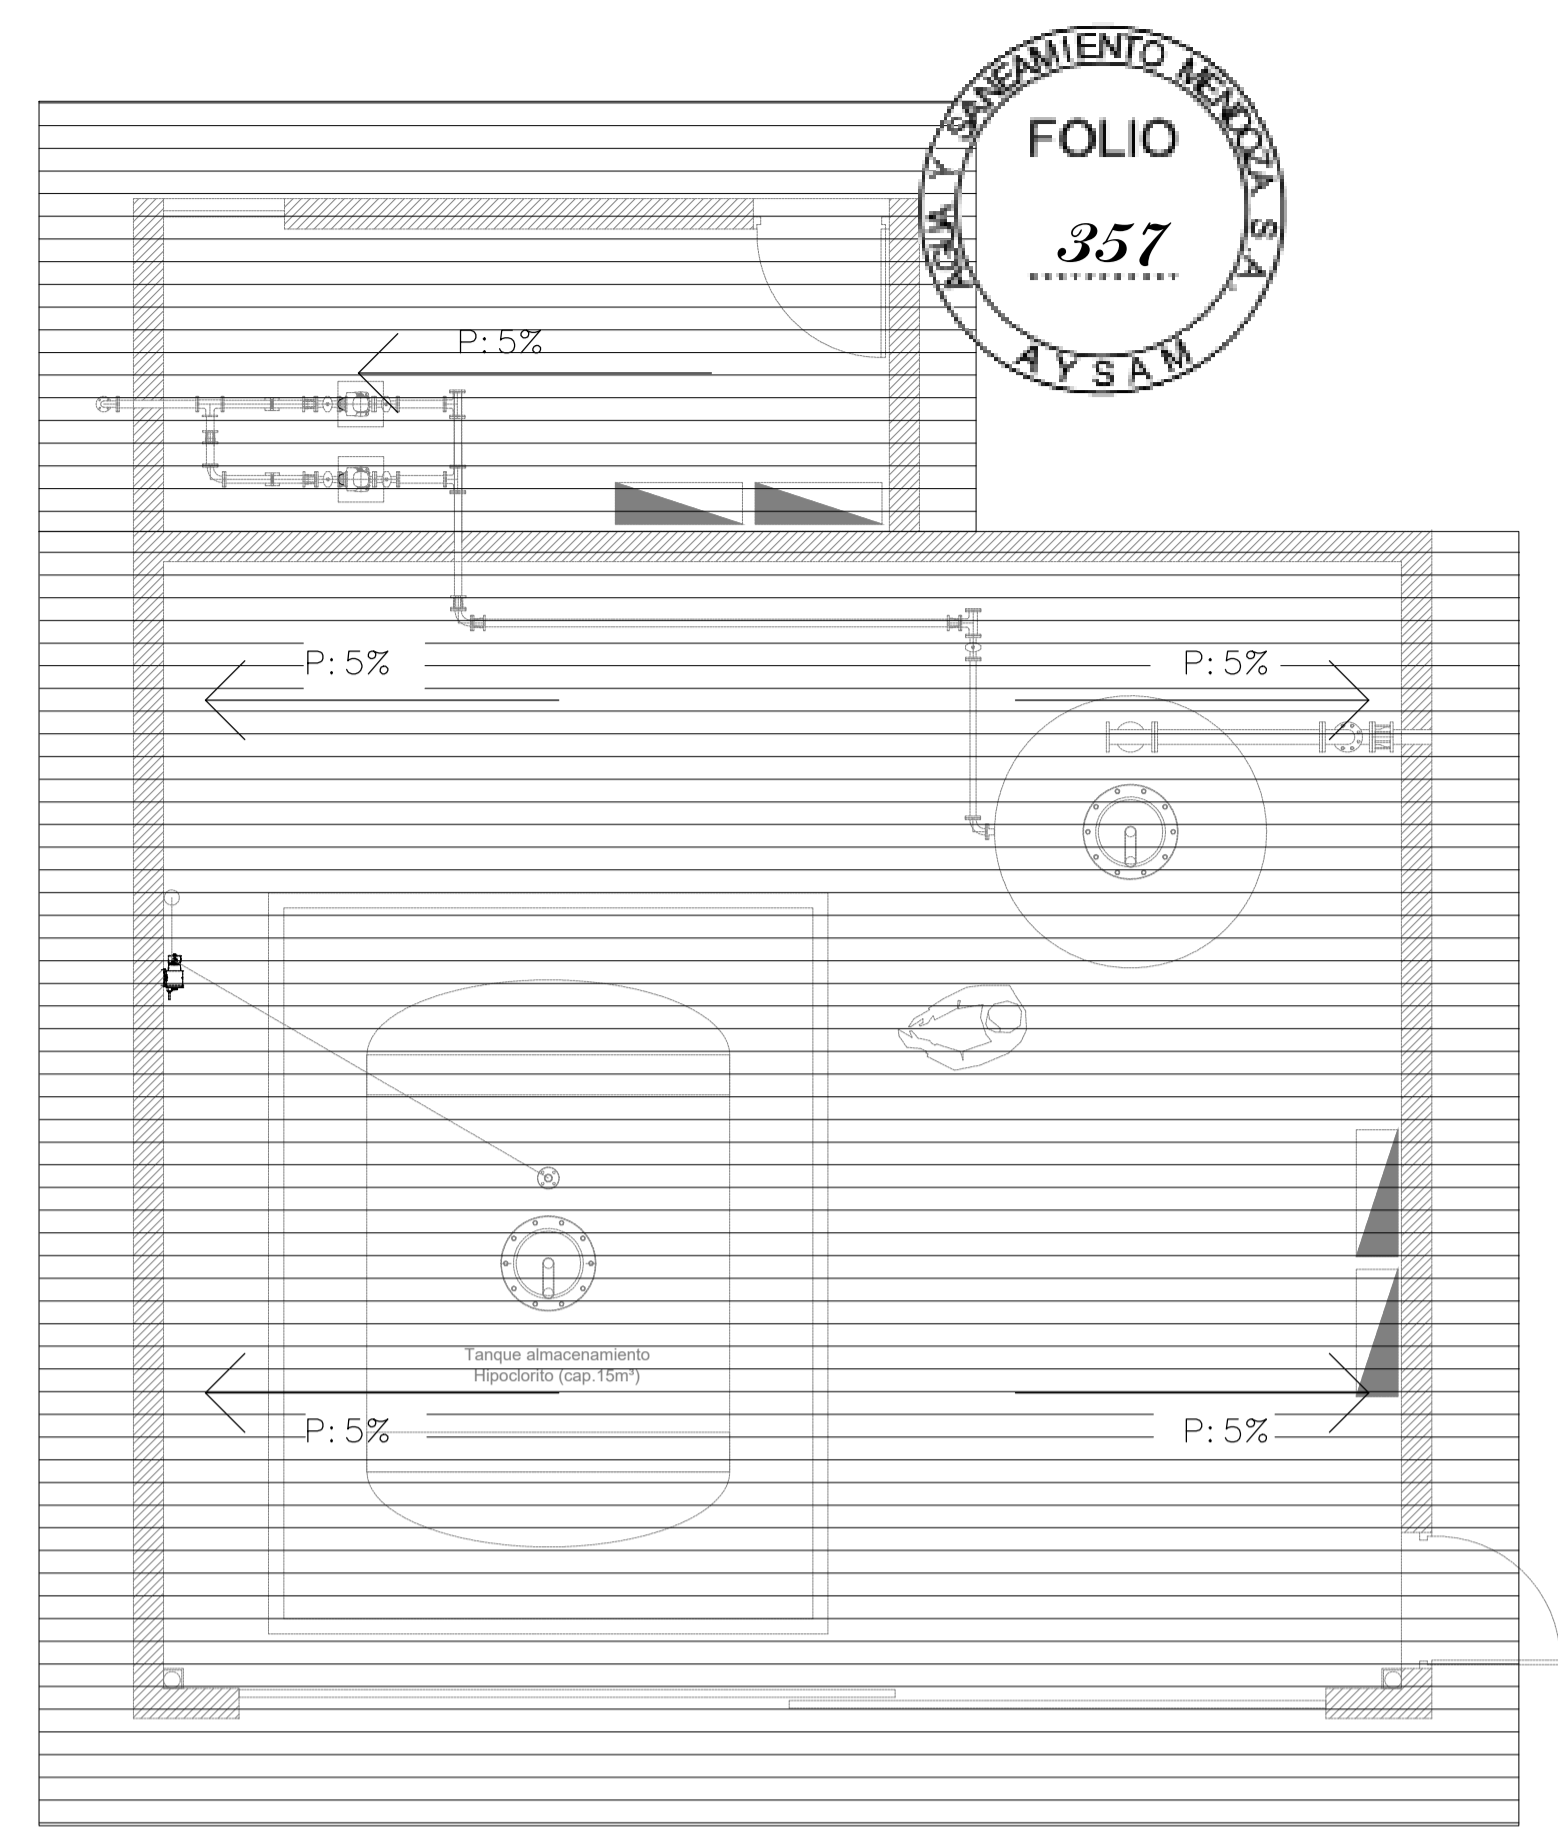 AGUA Y SANEAMIENTO MENDOZA S.A.
FOLIO
357
AYSAM
P: 5%
P: 5%
P: 5%
Tanque almacenamiento
Hipoclorito (cap.15m³)
P: 5%
P: 5%